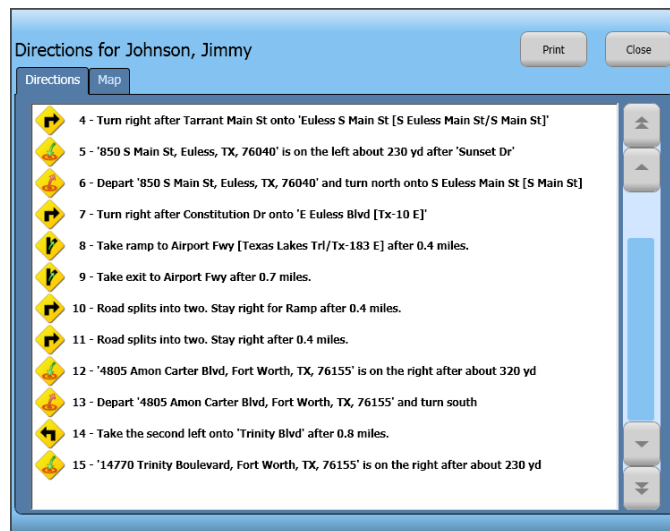 Directions for Johnson, Jimmy
Print
Close
Directions
Map
4 - Turn right after Tarrant Main St onto 'Euless S Main St [S Euless Main St/S Main St]'
5 - '850 S Main St, Euless, TX, 76040' is on the left about 230 yd after 'Sunset Dr'
6 - Depart '850 S Main St, Euless, TX, 76040' and turn north onto S Euless Main St [S Main St]
7 - Turn right after Constitution Dr onto 'E Euless Blvd [Tx-10 E]'
8 - Take ramp to Airport Fwy [Texas Lakes Trl/Tx-183 E] after 0.4 miles.
9 - Take exit to Airport Fwy after 0.7 miles.
10 - Road splits into two. Stay right for Ramp after 0.4 miles.
11 - Road splits into two. Stay right after 0.4 miles.
12 - '4805 Amon Carter Blvd, Fort Worth, TX, 76155' is on the right after about 320 yd
13 - Depart '4805 Amon Carter Blvd, Fort Worth, TX, 76155' and turn south
14 - Take the second left onto 'Trinity Blvd' after 0.8 miles.
15 - '14770 Trinity Boulevard, Fort Worth, TX, 76155' is on the right after about 230 yd